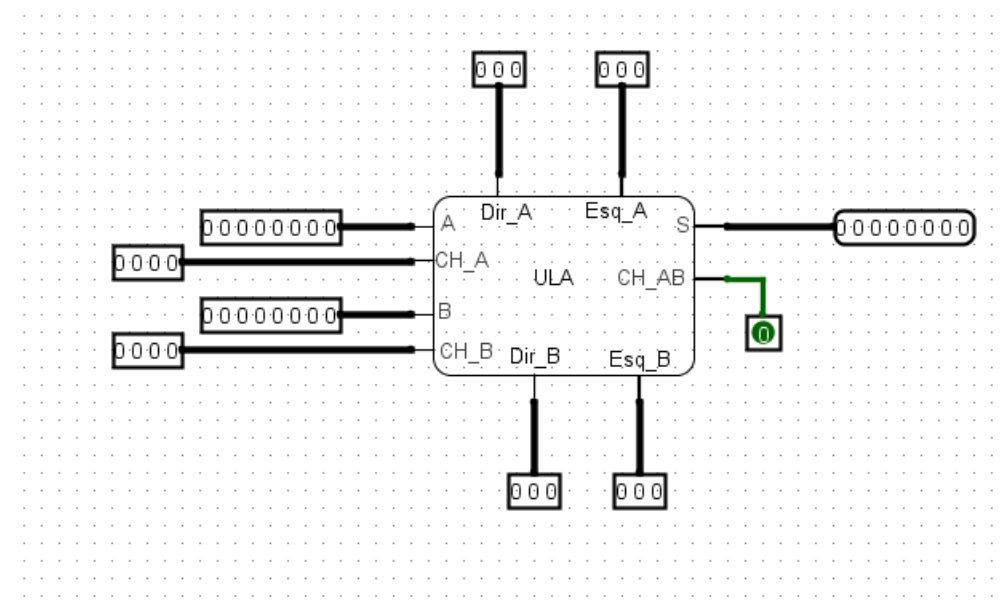 000 000
Dir_A Esq_A
A 00000000 S 00000000
0000 CH_A
ULA CH_AB
00000000 B
0
0000 CH_B Dir_B Esq_B
000 000